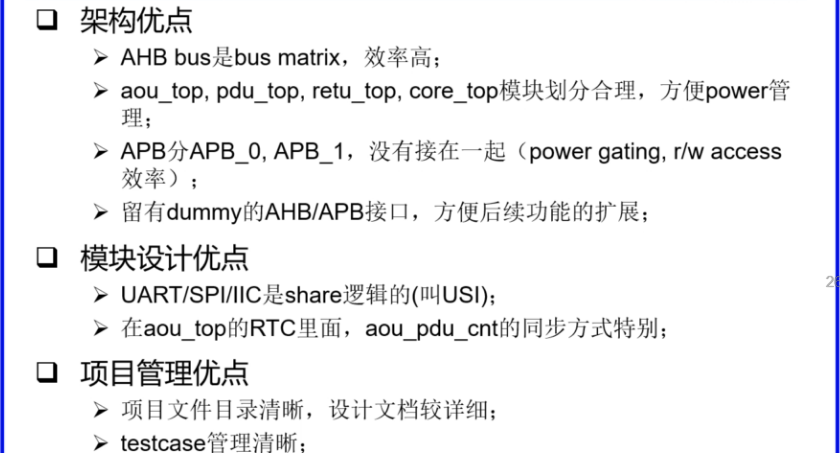 架构优点
AHB bus是bus matrix，效率高；
aou_top, pdu_top, retu_top, core_top模块划分合理，方便power管
理；
APB分APB_0, APB_1，没有接在一起（power gating, r/w access
效率）；
留有dummy的AHB/APB接口，方便后续功能的扩展；
模块设计优点
UART/SPI/IIC是share逻辑的(叫USI)；
在aou_top的RTC里面，aou_pdu_cnt的同步方式特别；
项目管理优点
项目文件目录清晰，设计文档较详细；
testcase管理清晰；